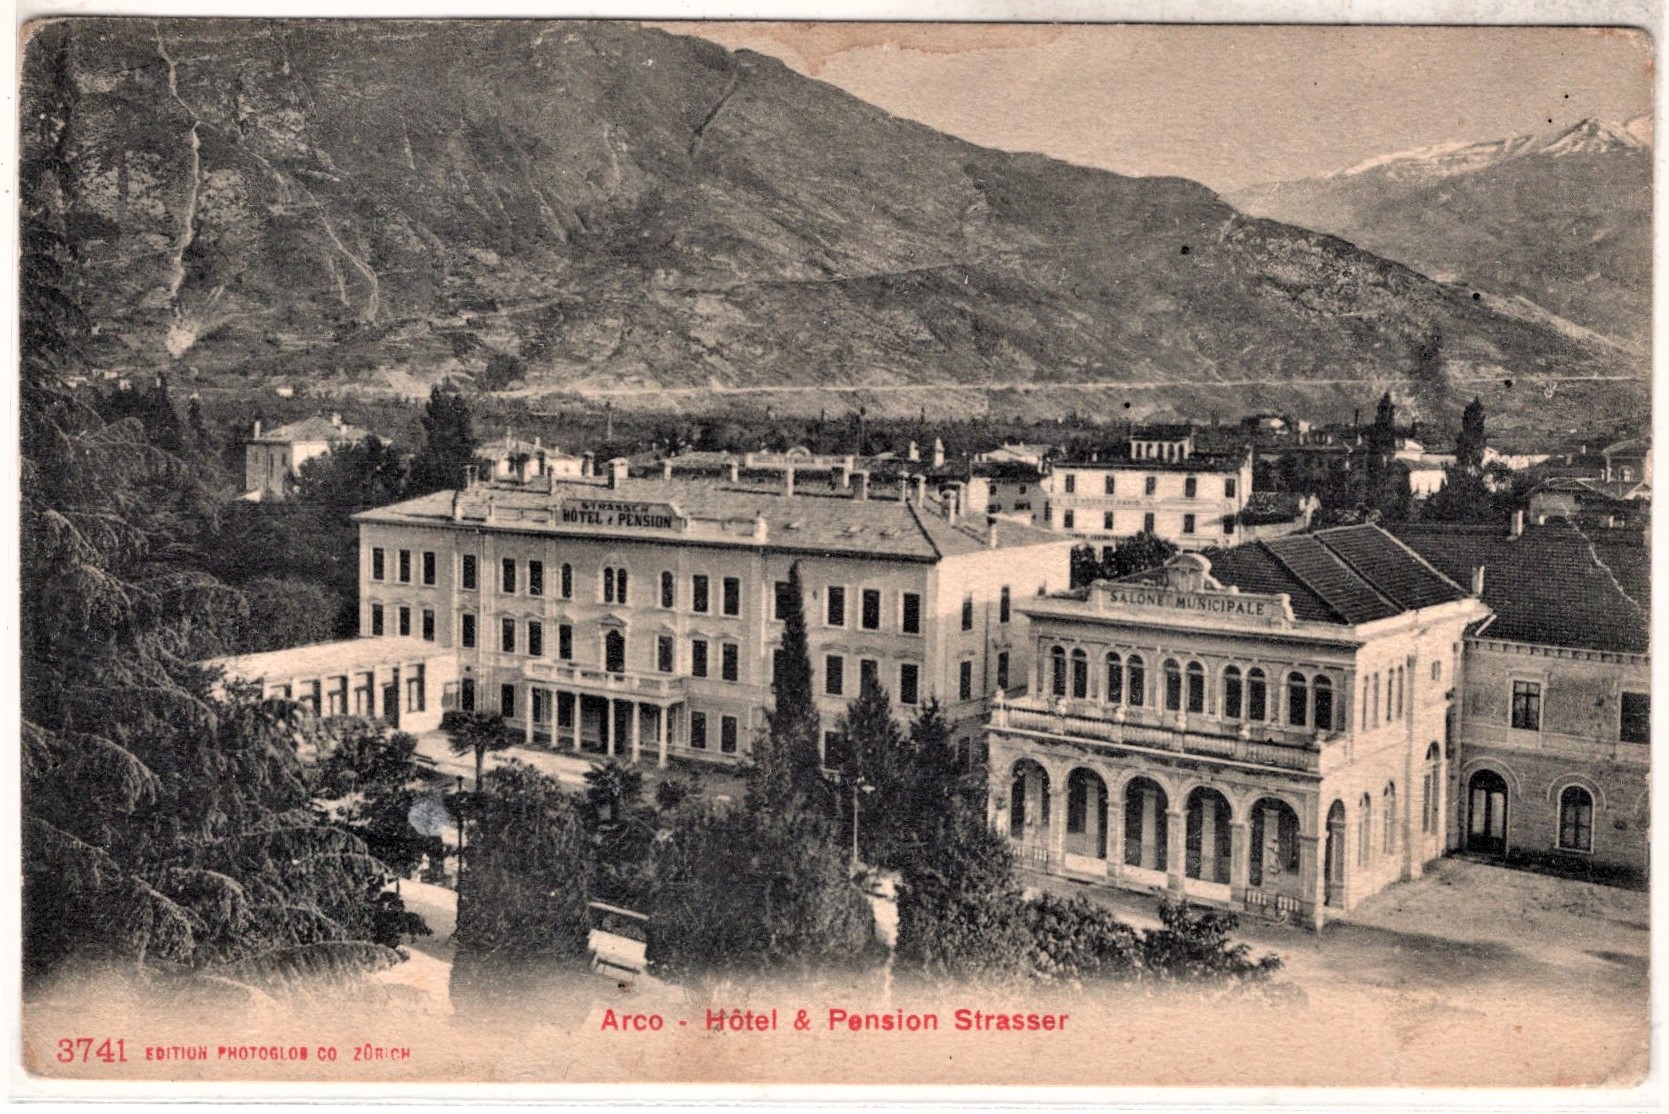 STRASSER
HÔTEL & PENSION
SALONE MUNICIPALE
Arco - Hôtel & Pension Strasser
3741 EDITION PHOTOGLOB CO ZÜRICH